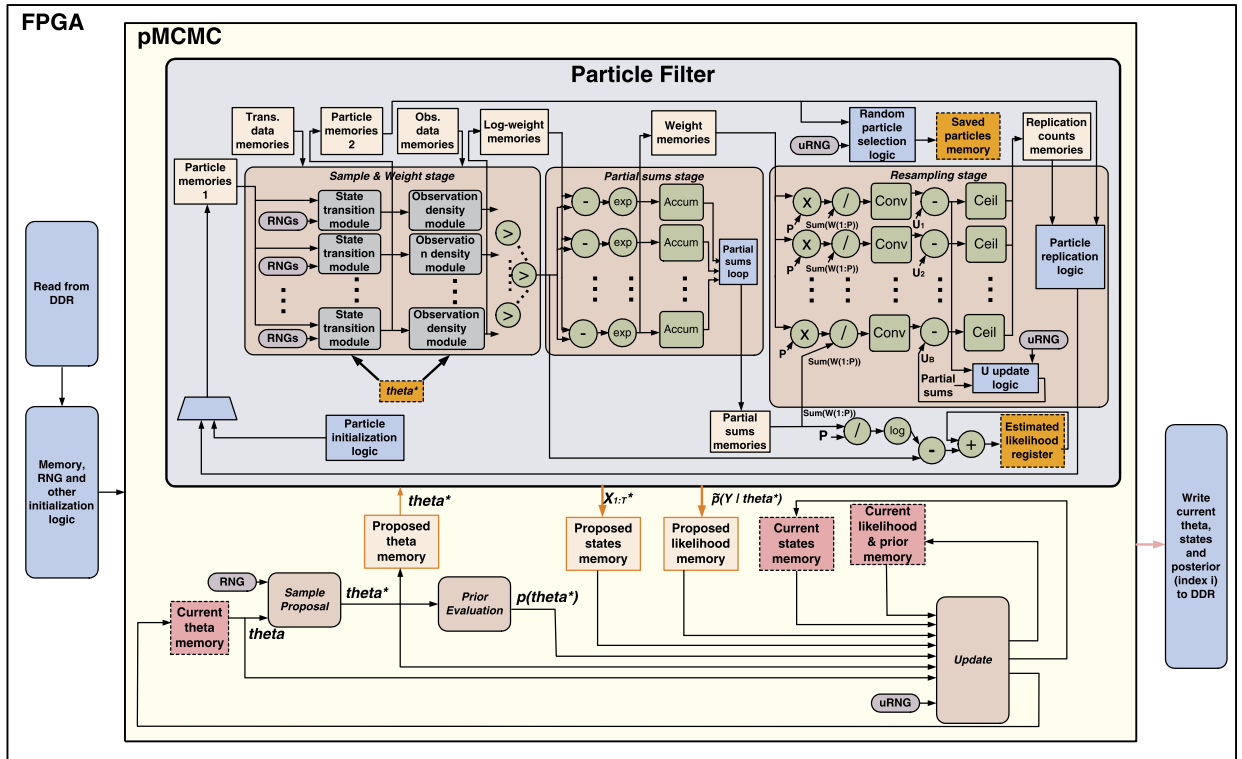 FPGA
pMCMC
Particle Filter
Trans.
data
memories
Particle
memories
2
Obs.
data
memories
Log-weight
memories
Weight
memories
uRNG
Random
particle
selection
logic
Saved
particles
memory
Replication
counts
memories
Particle
memories
1
Sample & Weight stage
Partial sums stage
Resampling stage
RNGs
State
transition
module
Observation
density
module
RNGs
State
transition
module
Observatio
n density
module
RNGs
State
transition
module
Observation
density
module
>
>
>
-
exp
Accum
-
exp
Accum
-
exp
Accum
Partial
sums
loop
X
/
Conv
-
Ceil
P
Sum(W(1:P))
U1
X
/
Conv
-
Ceil
P
Sum(W(1:P))
U2
X
/
Conv
-
Ceil
P
Sum(W(1:P))
UB
uRNG
Partial
sums
U update
logic
Particle
replication
logic
theta*
Particle
initialization
logic
Partial
sums
memories
Sum(W(1:P))
P
/
log
-
+
Estimated
likelihood
register
Read from
DDR
Memory,
RNG and
other
initialization
logic
theta*
X1:T*
p̃(Y | theta*)
Proposed
theta
memory
Proposed
states
memory
Proposed
likelihood
memory
Current
states
memory
Current
likelihood
& prior
memory
RNG
Sample
Proposal
theta*
Prior
Evaluation
p(theta*)
Current
theta
memory
theta
Update
uRNG
Write
current
theta,
states
and
posterior
(index i)
to DDR